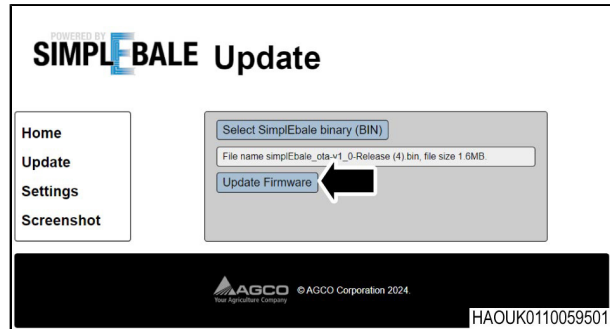 POWERED BY
SIMPLEBALE Update
Home
Update
Settings
Screenshot
Select SimplEbale binary (BIN)
File name simplEbale_ota-v1_0-Release (4).bin, file size 1.6MB.
Update Firmware
AGCO
Your Agriculture Company
© AGCO Corporation 2024.
HAOUK0110059501